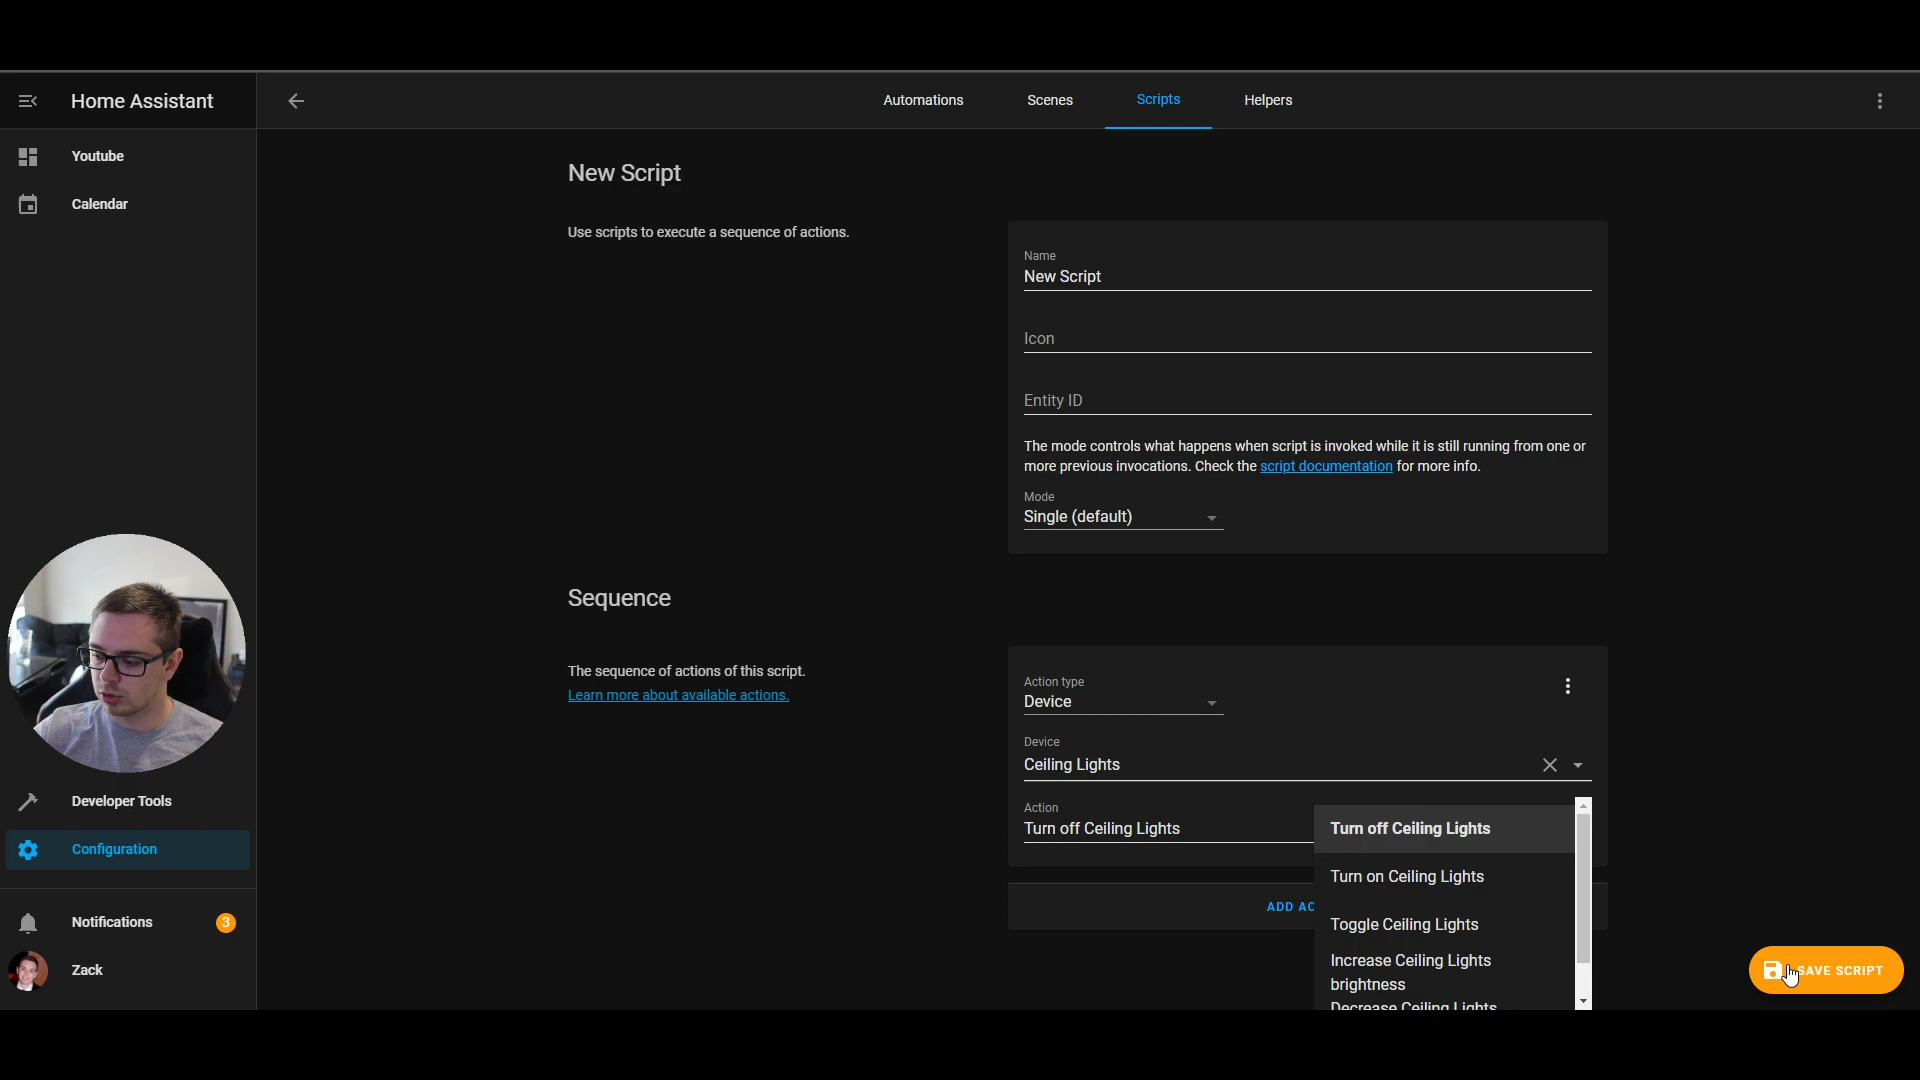 Home Assistant
Automations
Scenes
Scripts
Helpers
Youtube
Calendar
New Script
Use scripts to execute a sequence of actions.
Name
New Script
Icon
Entity ID
The mode controls what happens when script is invoked while it is still running from one or
more previous invocations. Check the script documentation for more info.
Mode
Single (default)
Sequence
The sequence of actions of this script.
Learn more about available actions.
Action type
Device
Device
Ceiling Lights
Action
Turn off Ceiling Lights
Turn off Ceiling Lights
Turn on Ceiling Lights
Toggle Ceiling Lights
Increase Ceiling Lights
brightness
Decrease Ceiling Lights
ADD AC
Developer Tools
Configuration
Notifications
3
Zack
SAVE SCRIPT